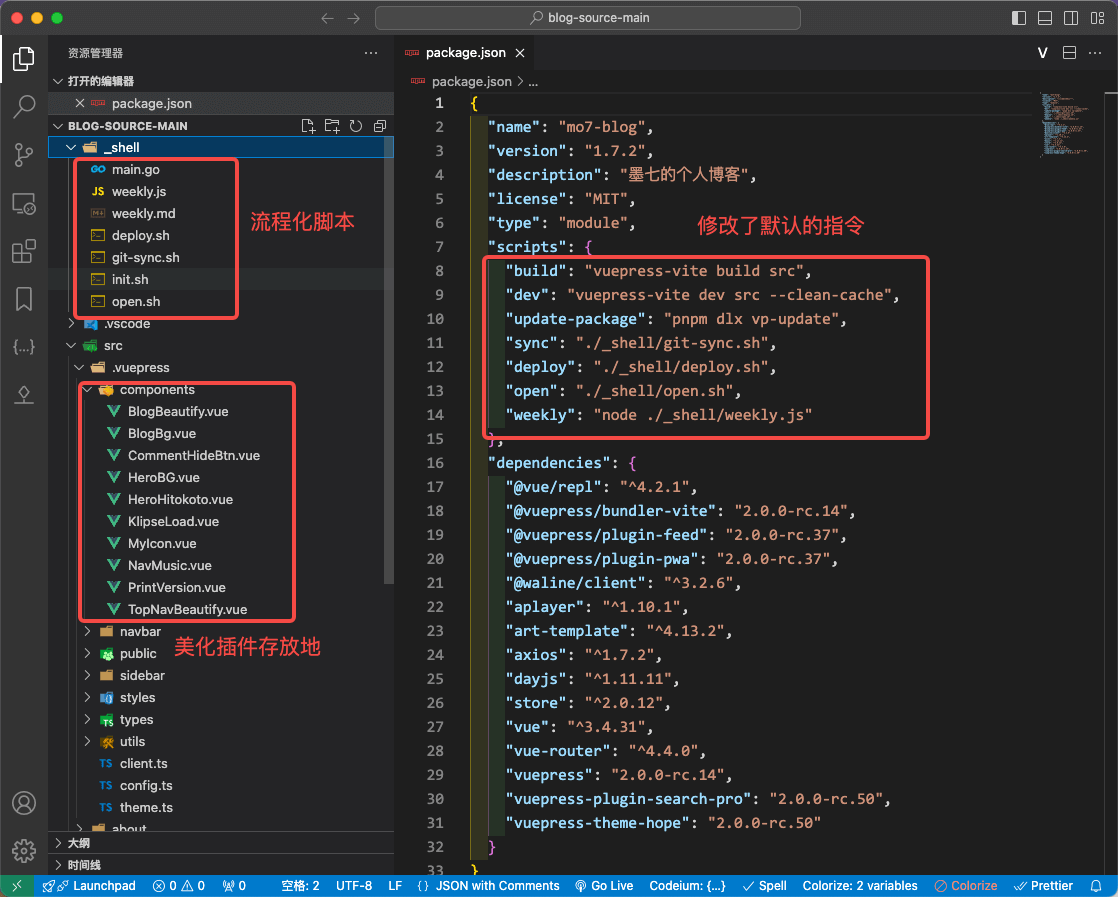 blog-source-main
资源管理器
打开的编辑器
package.json
BLOG-SOURCE-MAIN
_shell
main.go
JS weekly.js
weekly.md
deploy.sh
git-sync.sh
init.sh
open.sh
流程化脚本
.vscode
src
.vuepress
components
BlogBeautify.vue
BlogBg.vue
CommentHideBtn.vue
HeroBG.vue
HeroHitokoto.vue
KlipseLoad.vue
MyIcon.vue
NavMusic.vue
PrintVersion.vue
TopNavBeautify.vue
navbar
美化插件存放地
public
sidebar
styles
types
utils
TS client.ts
TS config.ts
TS theme.ts
about
大纲
时间线
package.json
package.json > ...
1 {
2 "name": "mo7-blog",
3 "version": "1.7.2",
4 "description": "墨七的个人博客",
5 "license": "MIT",
6 "type": "module",
修改了默认的指令
7 "scripts": {
8 "build": "vuepress-vite build src",
9 "dev": "vuepress-vite dev src --clean-cache",
10 "update-package": "pnpm dlx vp-update",
11 "sync": "./_shell/git-sync.sh",
12 "deploy": "./_shell/deploy.sh",
13 "open": "./_shell/open.sh",
14 "weekly": "node ./_shell/weekly.js"
15 },
16 "dependencies": {
17 "@vue/repl": "^4.2.1",
18 "@vuepress/bundler-vite": "2.0.0-rc.14",
19 "@vuepress/plugin-feed": "2.0.0-rc.37",
20 "@vuepress/plugin-pwa": "2.0.0-rc.37",
21 "@waline/client": "^3.2.6",
22 "aplayer": "^1.10.1",
23 "art-template": "^4.13.2",
24 "axios": "^1.7.2",
25 "dayjs": "^1.11.11",
26 "store": "^2.0.12",
27 "vue": "^3.4.31",
28 "vue-router": "^4.4.0",
29 "vuepress": "2.0.0-rc.14",
30 "vuepress-plugin-search-pro": "2.0.0-rc.50",
31 "vuepress-theme-hope": "2.0.0-rc.50"
32 }
33 }
Launchpad 0 0 0 空格: 2 UTF-8 LF {} JSON with Comments Go Live Codeium: {...} Spell Colorize: 2 variables Colorize Prettier